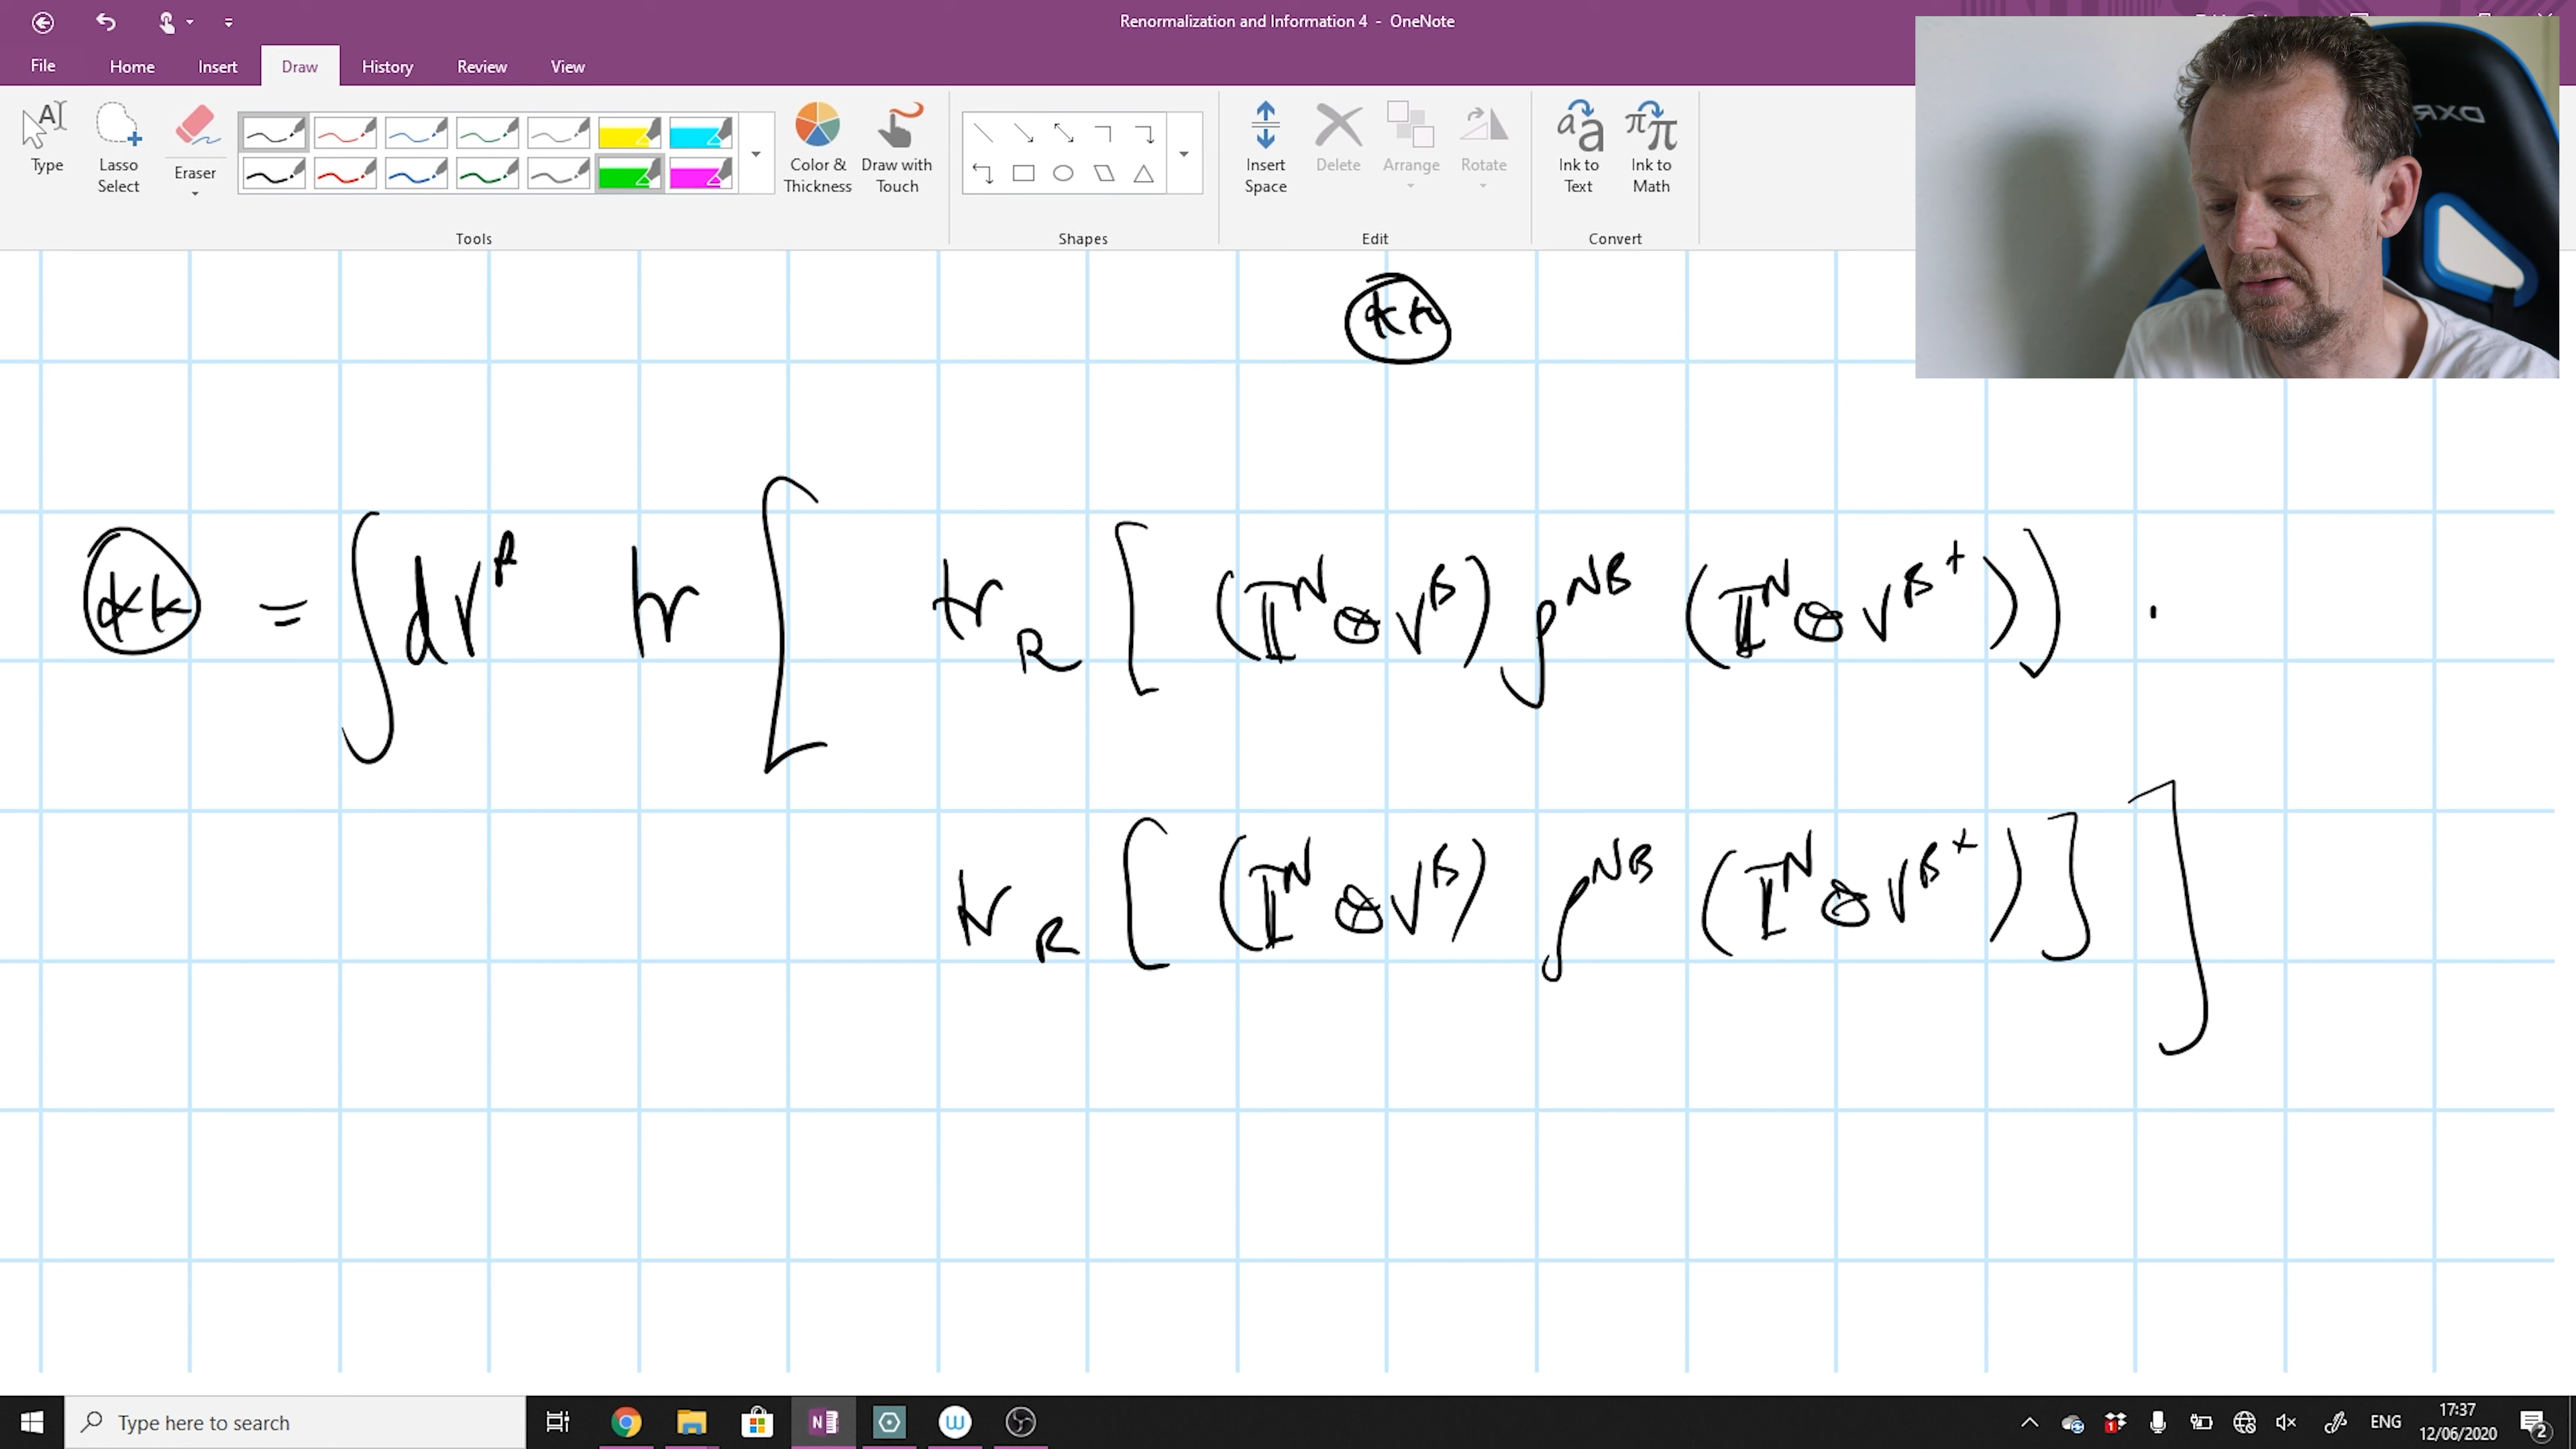 Renormalization and Information 4 - OneNote
File Home Insert Draw History Review View
Type
Lasso Select
Eraser
Color & Thickness
Draw with Touch
Insert Space
Delete
Arrange
Rotate
Ink to Text
Ink to Math
Tools Shapes Edit Convert
DXR
(**)
(**) = ∫ dV^B tr [ tr_R [ (𝕀^N ⊗ V^B) ρ^NB (𝕀^N ⊗ V^B†) ] ·
tr_R [ (𝕀^N ⊗ V^B) ρ^NB (𝕀^N ⊗ V^B†) ] ]
Type here to search
ENG
17:37
12/06/2020
2